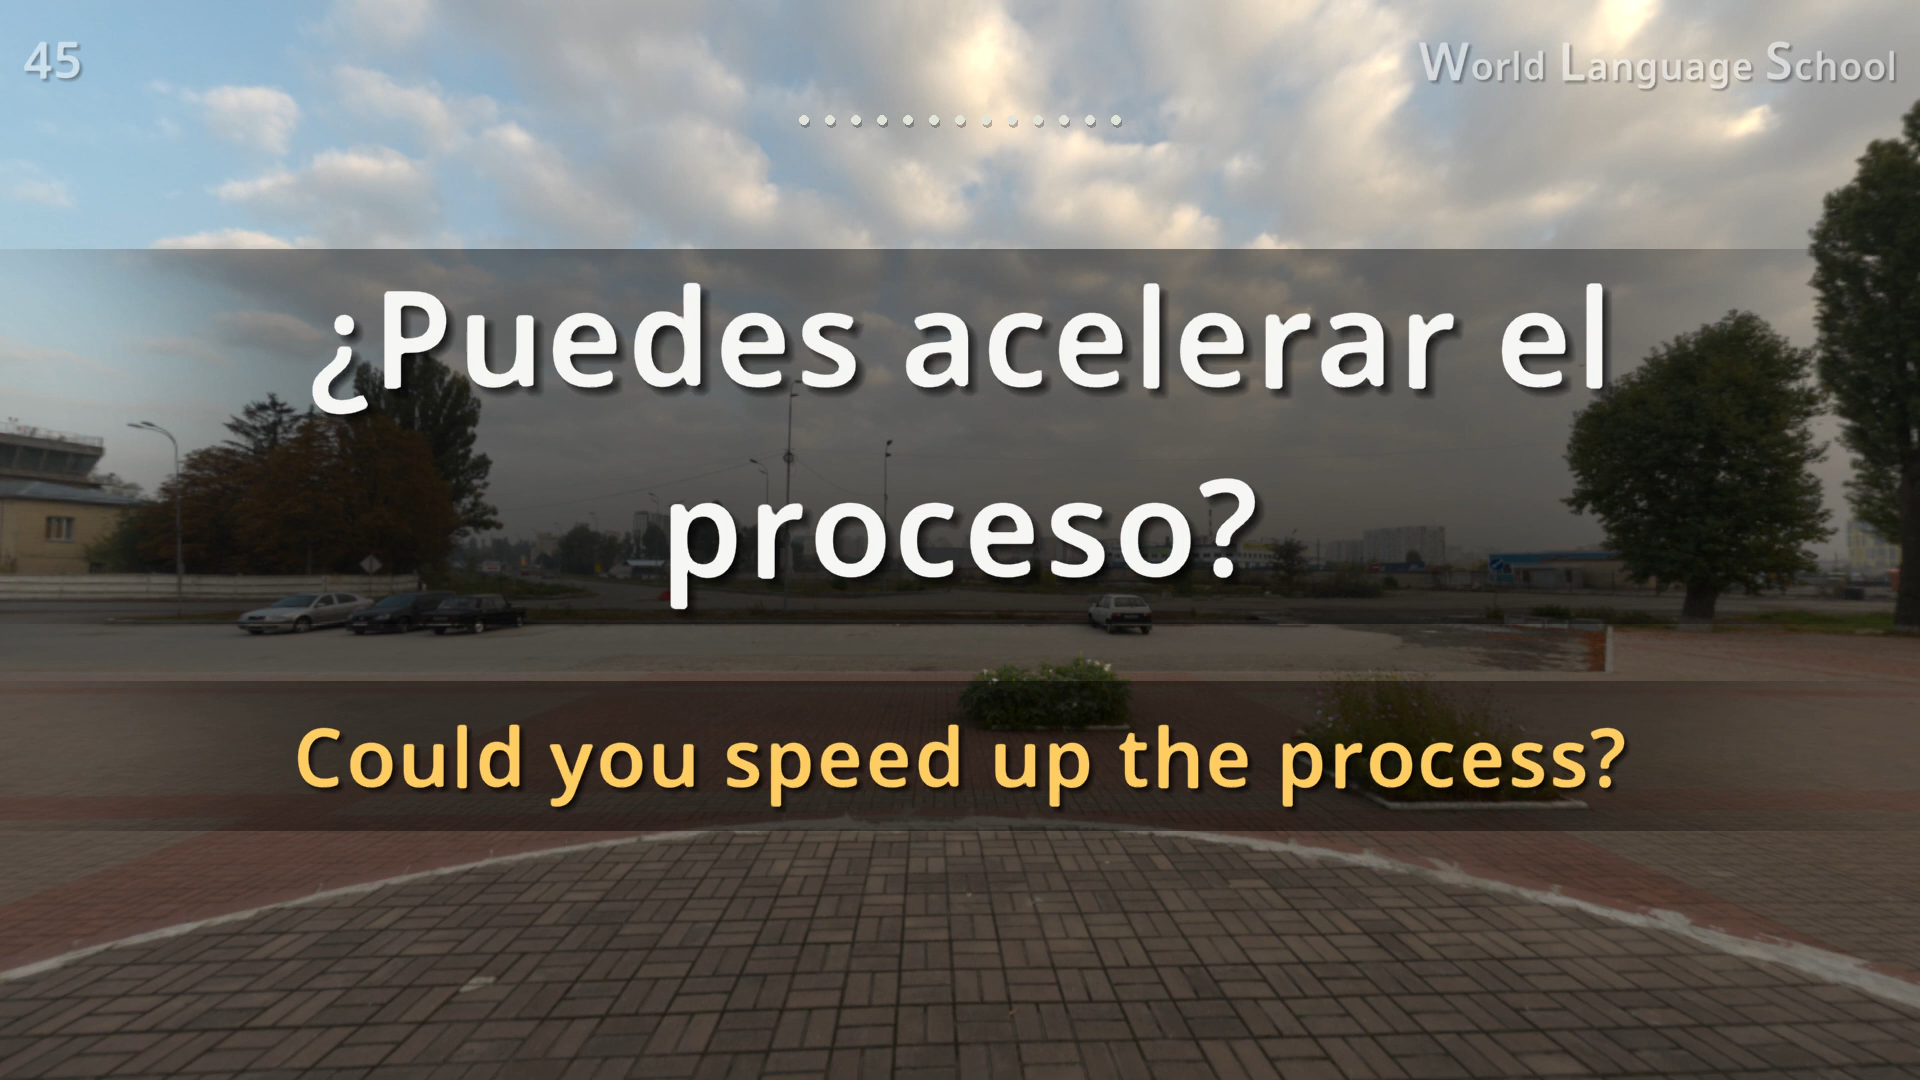 45
World Language School
¿Puedes acelerar el
proceso?
Could you speed up the process?